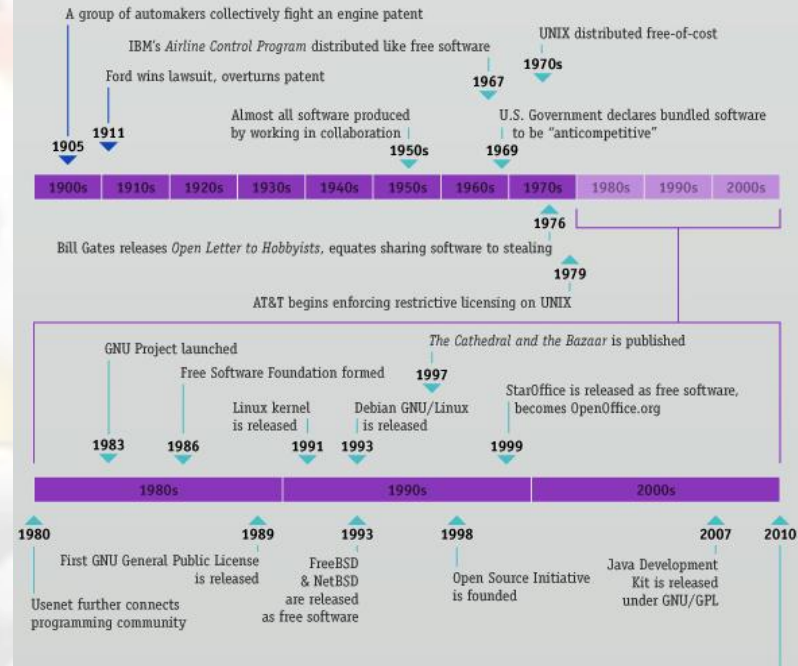 A group of automakers collectively fight an engine patent
UNIX distributed free-of-cost
IBM's Airline Control Program distributed like free software
1970s
Ford wins lawsuit, overturns patent
1967
Almost all software produced
by working in collaboration
U.S. Government declares bundled software
to be "anticompetitive"
1905
1911
1950s
1969
1900s 1910s 1920s 1930s 1940s 1950s 1960s 1970s 1980s 1990s 2000s
1976
Bill Gates releases Open Letter to Hobbyists, equates sharing software to stealing
1979
AT&T begins enforcing restrictive licensing on UNIX
The Cathedral and the Bazaar is published
GNU Project launched
Free Software Foundation formed
1997
StarOffice is released as free software,
becomes OpenOffice.org
Linux kernel
is released
Debian GNU/Linux
is released
1983
1986
1991
1993
1999
1980s 1990s 2000s
1980
1989
1993
1998
2007
2010
First GNU General Public License
is released
FreeBSD
& NetBSD
are released
as free software
Open Source Initiative
is founded
Java Development
Kit is released
under GNU/GPL
Usenet further connects
programming community